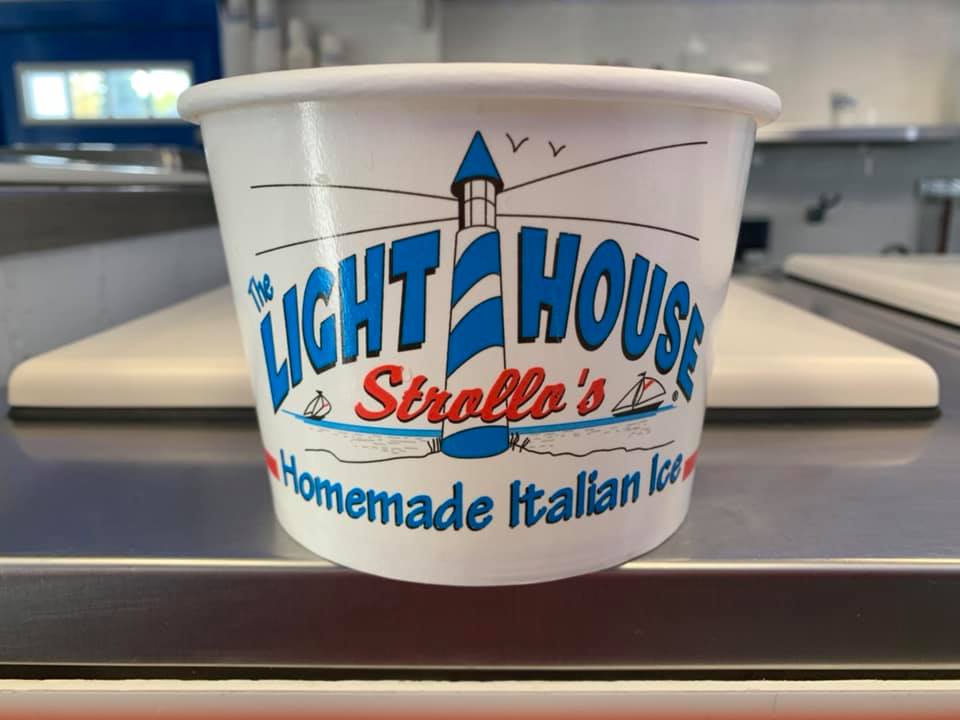 The
LIGHT HOUSE
Strollo's
®
Homemade Italian Ice